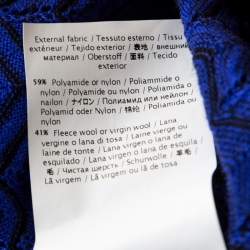 External fabric / Tessuto esterno / Tissu
extérieur / Tejido exterior / 表地 / внешний
материал / Oberstoff / 面料 / Tecido
exterior
59% Polyamide or nylon / Poliammide o
nylon / Polyamide ou nylon / Poliamida o
nailon / ナイロン / Полиамид или нейлон /
Polyamid oder Nylon / 锦纶 / Poliamida ou
nylon
41% Fleece wool or virgin wool / Lana
vergine o lana di tosa / Laine vierge ou
laine de tonte / Lana virgen o lana de
esquilado / Lana virgen o lana de
esquilado / 羊毛 /
毛 / Чистая шерсть / Schurwolle / 羊
Lã virgem / Lã virgem ou lã de tosa